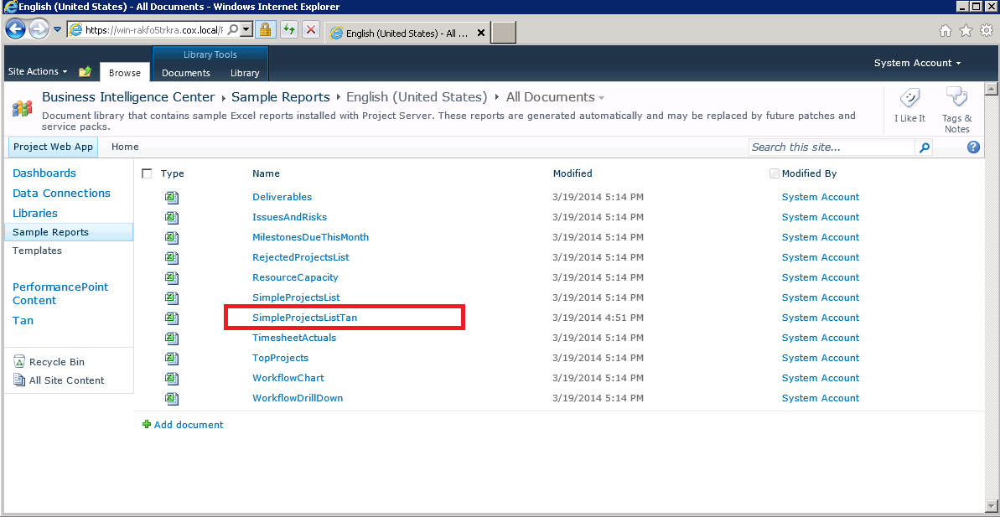 English (United States) - All Documents - Windows Internet Explorer
https://win-rakfo5trkra.cox.local/
English (United States) - All ...
Library Tools
Site Actions Browse Documents Library System Account
Business Intelligence Center Sample Reports English (United States) All Documents
Document library that contains sample Excel reports installed with Project Server. These reports are generated automatically and may be replaced by future patches and
service packs.
I Like It
Tags &
Notes
Project Web App Home Search this site...
Dashboards
Data Connections
Libraries
Sample Reports
Templates
PerformancePoint
Content
Tan
Recycle Bin
All Site Content
Type Name Modified Modified By
Deliverables 3/19/2014 5:14 PM System Account
IssuesAndRisks 3/19/2014 5:14 PM System Account
MilestonesDueThisMonth 3/19/2014 5:14 PM System Account
RejectedProjectsList 3/19/2014 5:14 PM System Account
ResourceCapacity 3/19/2014 5:14 PM System Account
SimpleProjectsList 3/19/2014 5:14 PM System Account
SimpleProjectsListTan 3/19/2014 4:51 PM System Account
TimesheetActuals 3/19/2014 5:14 PM System Account
TopProjects 3/19/2014 5:14 PM System Account
WorkflowChart 3/19/2014 5:14 PM System Account
WorkflowDrillDown 3/19/2014 5:14 PM System Account
Add document